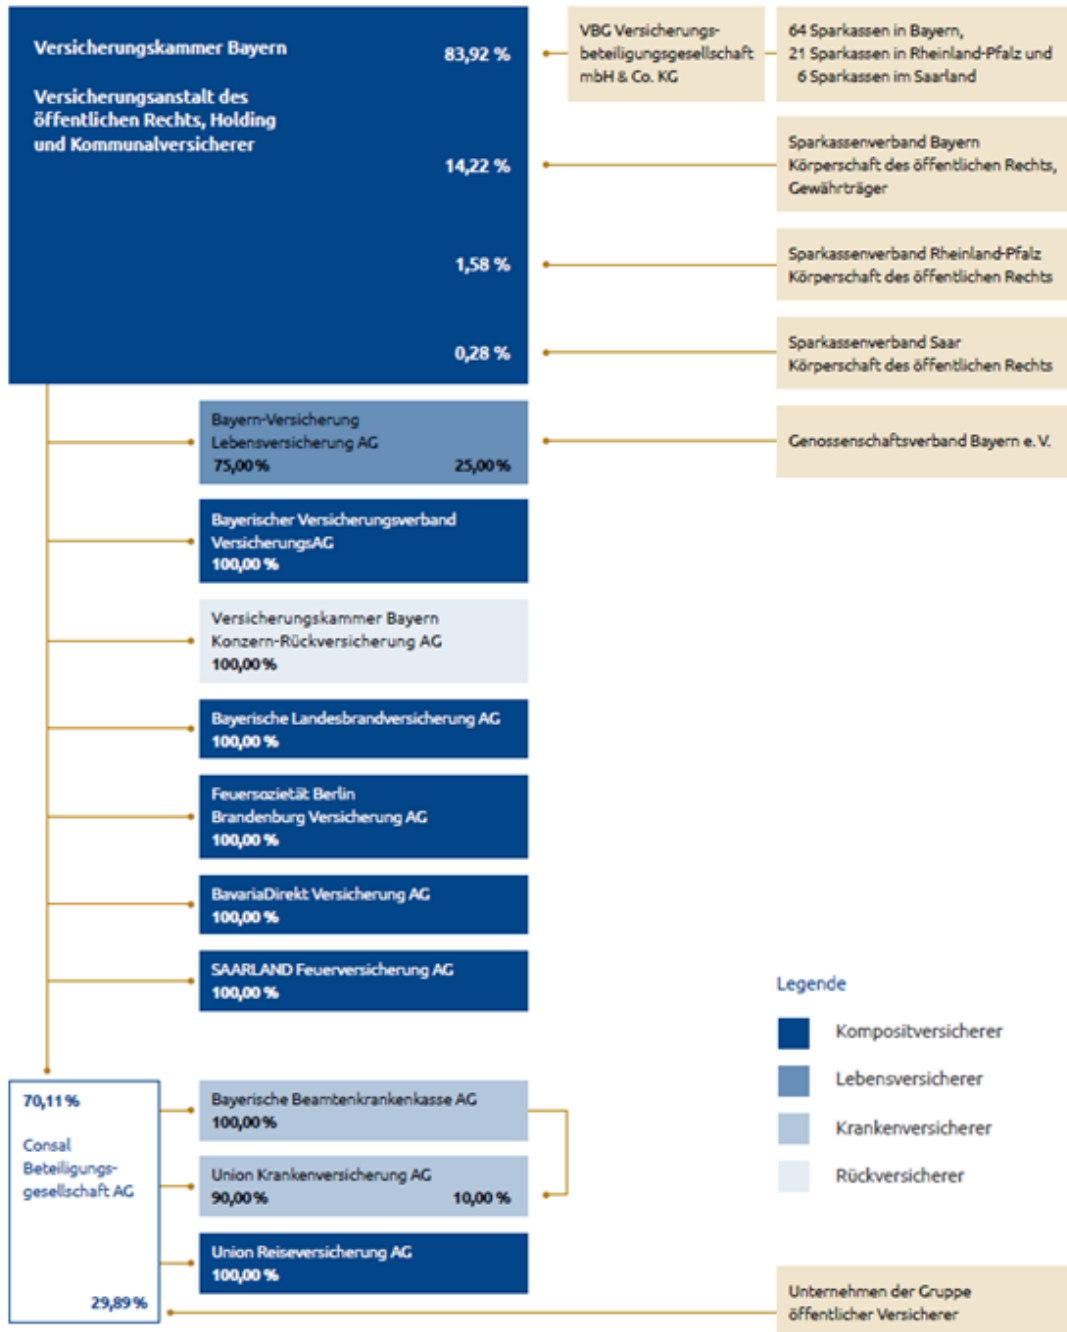 Versicherungskammer Bayern
83,92 %
Versicherungsanstalt des
öffentlichen Rechts, Holding
und Kommunalversicherer
14,22 %
1,58 %
0,28 %
VBG Versicherungs-
beteiligungsgesellschaft
mbH & Co. KG
64 Sparkassen in Bayern,
21 Sparkassen in Rheinland-Pfalz und
6 Sparkassen im Saarland
Sparkassenverband Bayern
Körperschaft des öffentlichen Rechts,
Gewährträger
Sparkassenverband Rheinland-Pfalz
Körperschaft des öffentlichen Rechts
Sparkassenverband Saar
Körperschaft des öffentlichen Rechts
Bayern-Versicherung
Lebensversicherung AG
75,00 % 25,00 %
Genossenschaftsverband Bayern e. V.
Bayerischer Versicherungsverband
VersicherungsAG
100,00 %
Versicherungskammer Bayern
Konzern-Rückversicherung AG
100,00 %
Bayerische Landesbrandversicherung AG
100,00 %
Feuersozietät Berlin
Brandenburg Versicherung AG
100,00 %
BavariaDirekt Versicherung AG
100,00 %
SAARLAND Feuerversicherung AG
100,00 %
Legende
Kompositversicherer
Lebensversicherer
Krankenversicherer
Rückversicherer
70,11 %
Consal
Beteiligungs-
gesellschaft AG
29,89 %
Bayerische Beamtenkrankenkasse AG
100,00 %
Union Krankenversicherung AG
90,00 % 10,00 %
Union Reiseversicherung AG
100,00 %
Unternehmen der Gruppe
öffentlicher Versicherer